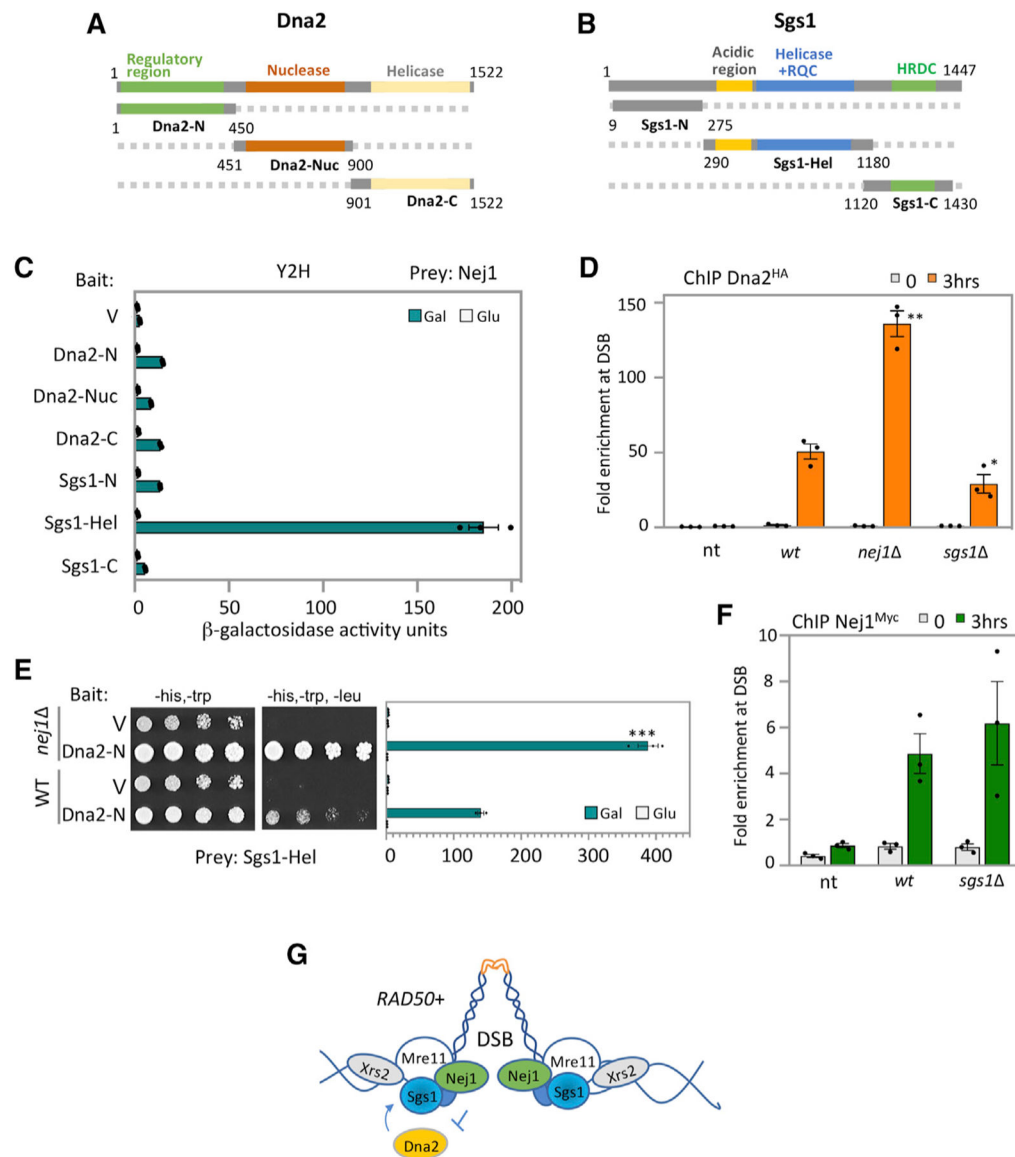 A
Dna2
Regulatory
region
Nuclease
Helicase
1
1522
1
Dna2-N
450
451
Dna2-Nuc
900
901
Dna2-C
1522
B
Sgs1
Acidic
region
Helicase
+RQC
HRDC
1
1447
9
Sgs1-N
275
290
Sgs1-Hel
1180
1120
Sgs1-C
1430
C
Bait:
Y2H
Prey: Nej1
Gal
Glu
V
Dna2-N
Dna2-Nuc
Dna2-C
Sgs1-N
Sgs1-Hel
Sgs1-C
0
50
100
150
200
β-galactosidase activity units
D
ChIP Dna2HA
0
3hrs
Fold enrichment at DSB
150
100
50
0
**
*
nt
wt
nej1Δ
sgs1Δ
E
Bait:
-his,-trp
-his,-trp, -leu
nej1Δ
V
Dna2-N
WT
V
Dna2-N
Prey: Sgs1-Hel
***
Gal
Glu
0
100
200
300
400
F
ChIP Nej1Myc
0
3hrs
Fold enrichment at DSB
10
8
6
4
2
0
nt
wt
sgs1Δ
G
RAD50+
DSB
Mre11
Mre11
Xrs2
Nej1
Nej1
Xrs2
Sgs1
Sgs1
Dna2